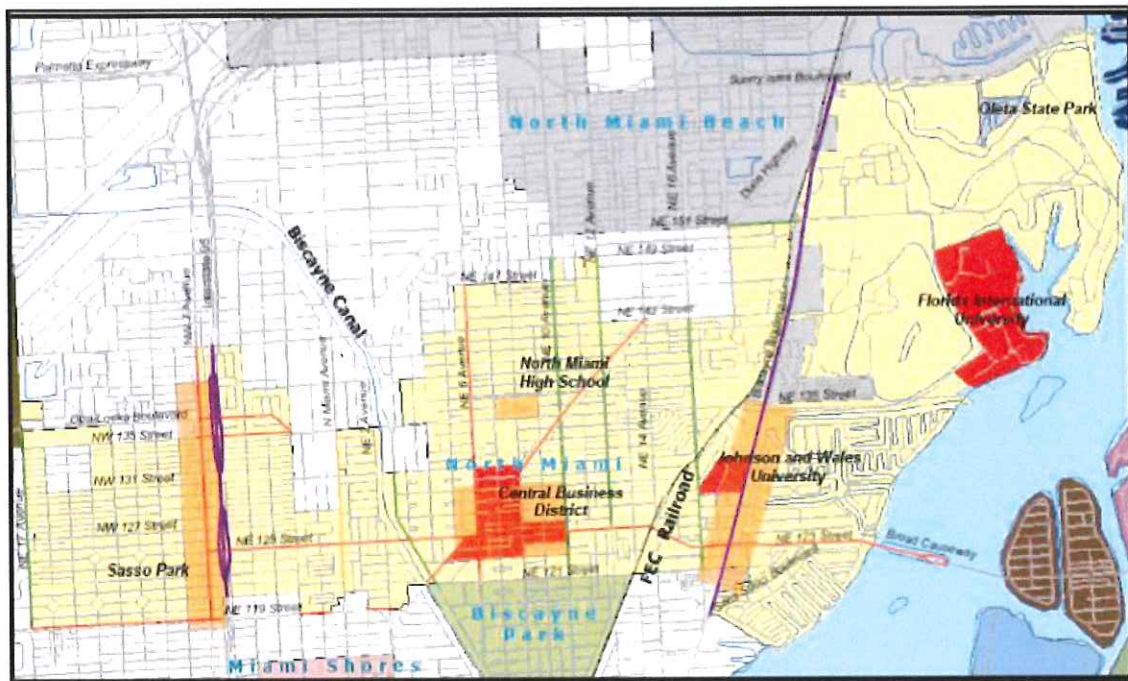 Palmetto Expressway
Sunny Isles Boulevard
Oleta State Park
North Miami Beach
NE 16 Avenue
Dixie Highway
NE 12 Avenue
NE 151 Street
NE 149 Street
Biscayne Canal
NW 7 Avenue
NE 147 Street
NE 10 Avenue
Florida International
University
NE 142 Street
North Miami
High School
NE 6 Avenue
N Miami Avenue
NE 2 Avenue
NE 14 Avenue
NE 135 Street
Opa-Locka Boulevard
NW 135 Street
Johnson and Wales
University
North Miami
NW 131 Street
Central Business
District
NE 17 Avenue
NW 127 Street
FEC Railroad
NE 125 Street
NE 123 Street
Broad Causeway
Sasso Park
NE 121 Street
NE 119 Street
Biscayne
Park
Miami Shores